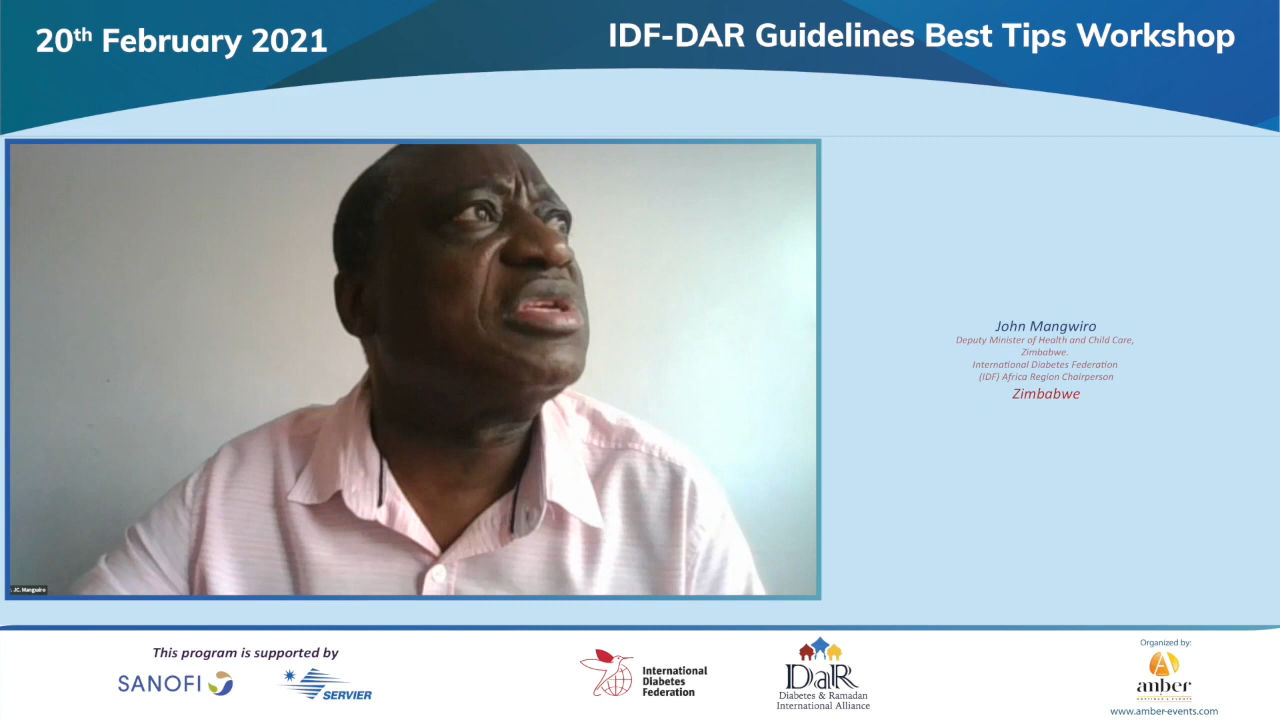 20th February 2021
IDF-DAR Guidelines Best Tips Workshop
John Mangwiro
Deputy Minister of Health and Child Care,
Zimbabwe.
International Diabetes Federation
(IDF) Africa Region Chairperson
Zimbabwe
JC. Mangwiro
This program is supported by
SANOFI
SERVIER
International
Diabetes
Federation
DaR
Diabetes & Ramadan
International Alliance
Organized by:
amber
www.amber-events.com